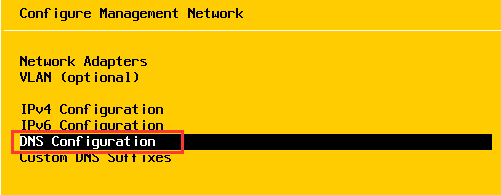 Configure Management Network
Network Adapters
VLAN (optional)
IPv4 Configuration
IPv6 Configuration
DNS Configuration
Custom DNS Suffixes